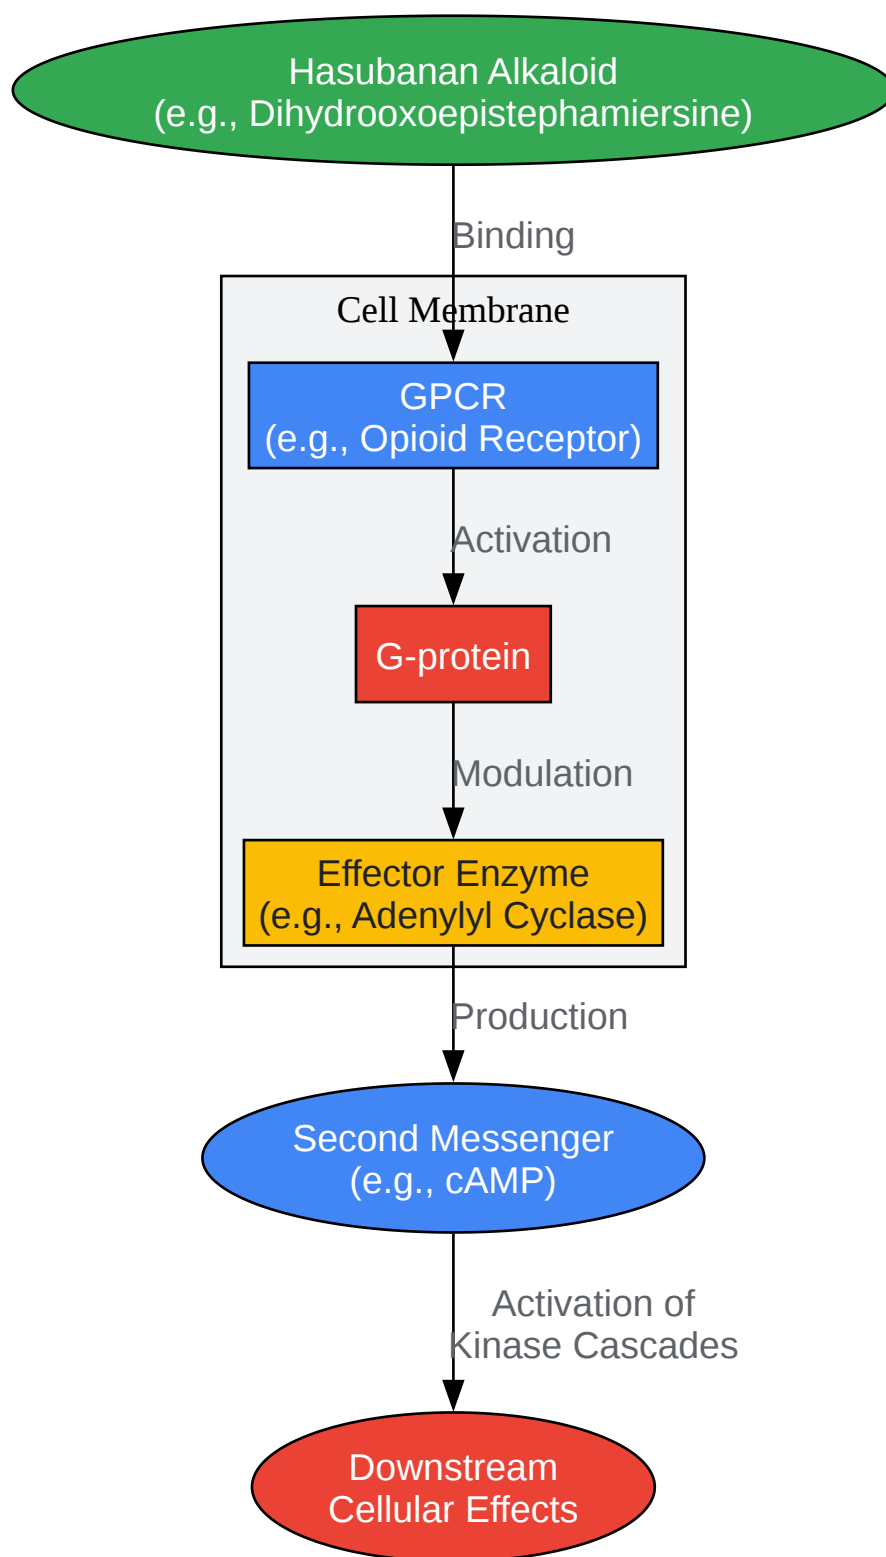 Hasubanan Alkaloid
(e.g., Dihydrooxoepistephamiersine)
Binding
Cell Membrane
GPCR
(e.g., Opioid Receptor)
Activation
G-protein
Modulation
Effector Enzyme
(e.g., Adenylyl Cyclase)
Production
Second Messenger
(e.g., cAMP)
Activation of
Kinase Cascades
Downstream
Cellular Effects